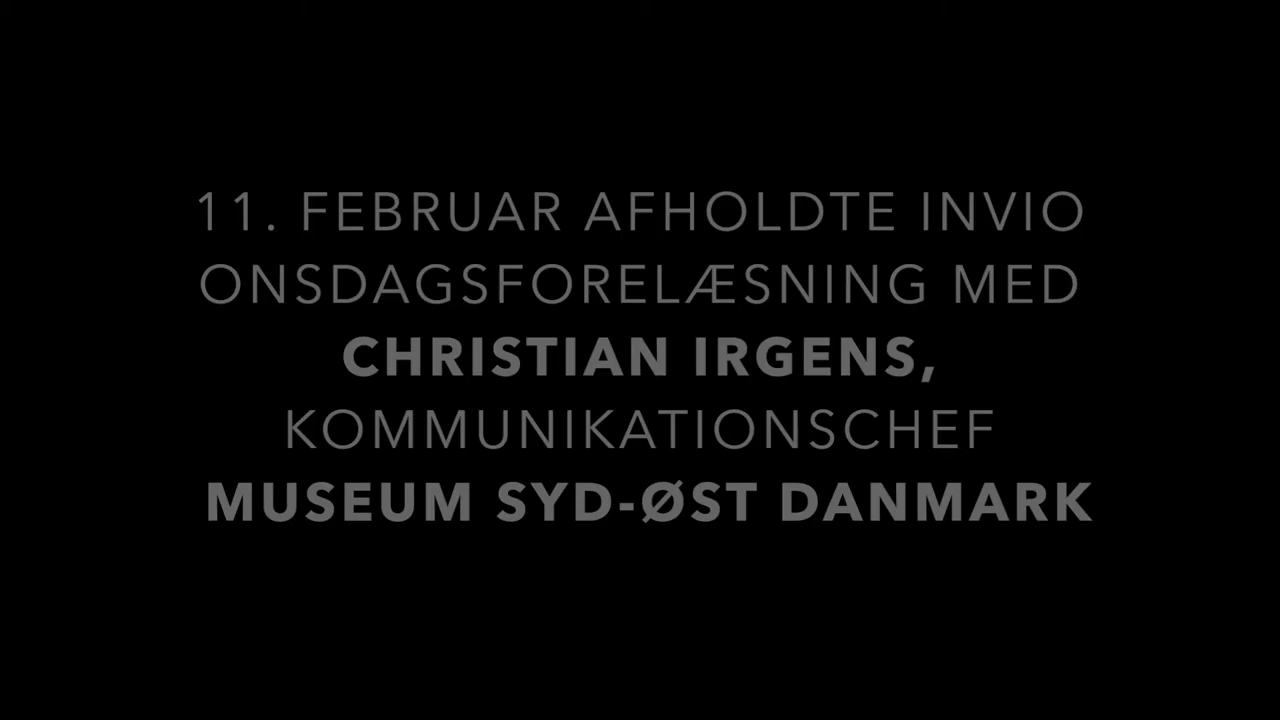 11. FEBRUAR AFHOLDTE INVIO
ONSDAGSFORELÆSNING MED
CHRISTIAN IRGENS,
KOMMUNIKATIONSCHEF
MUSEUM SYD-ØST DANMARK